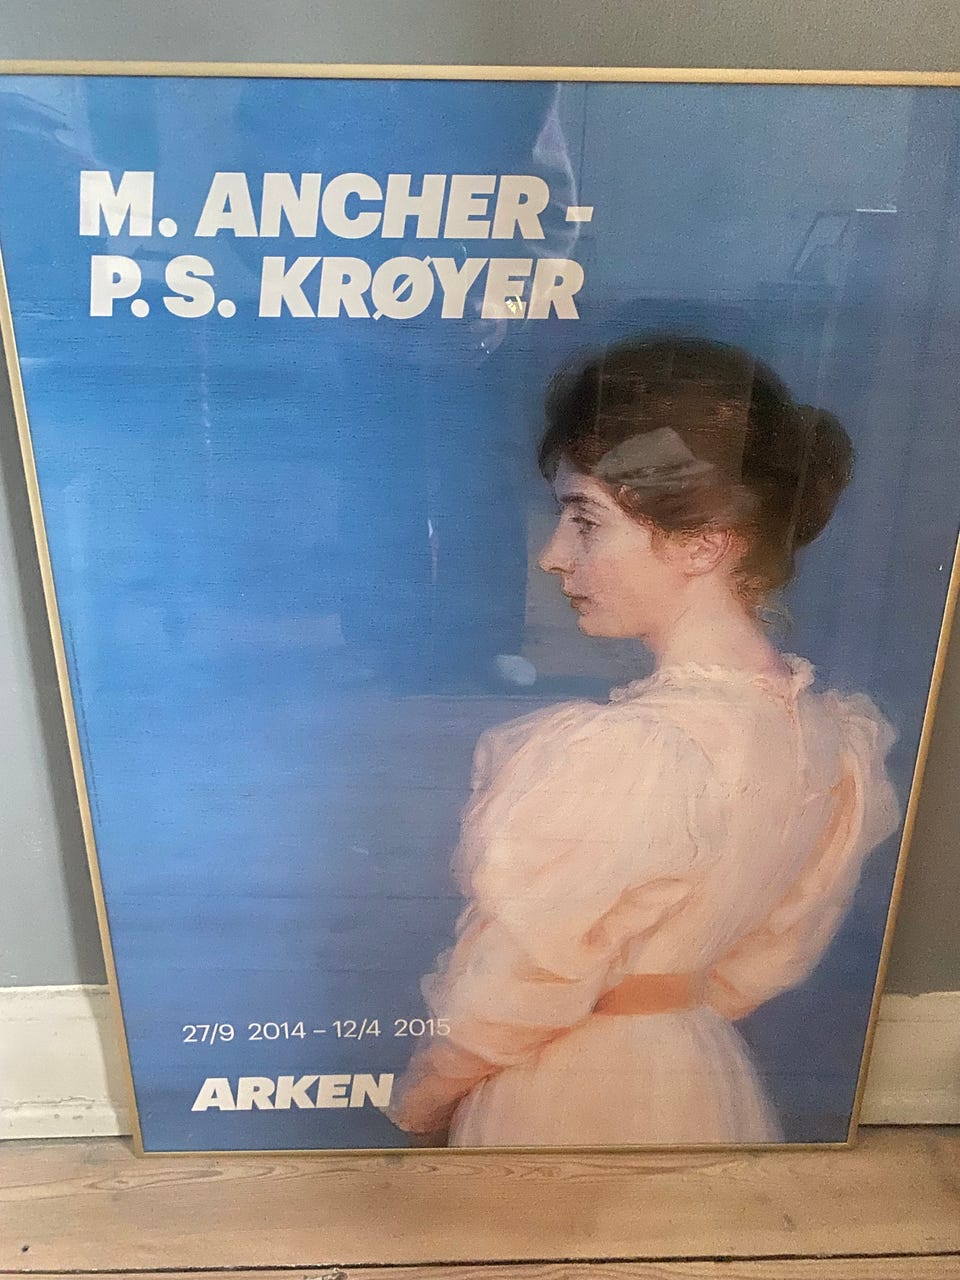 M. ANCHER -
P. S. KRØYER
27/9 2014 – 12/4 2015
ARKEN